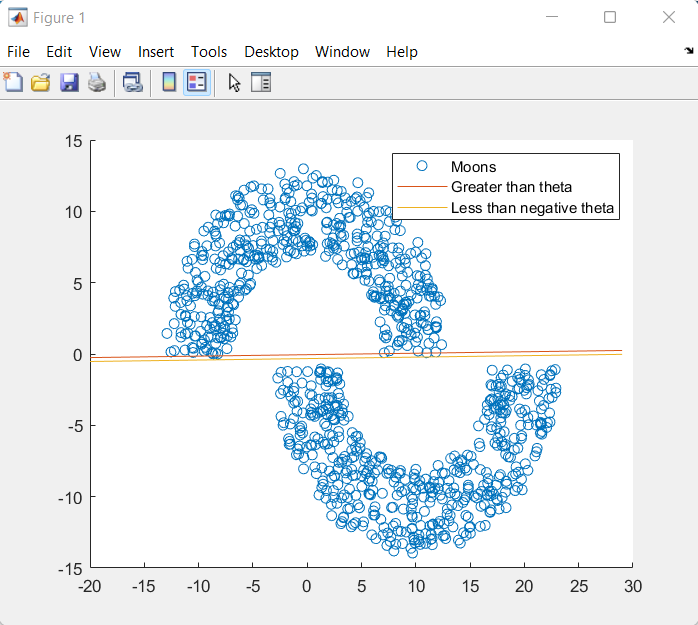 Figure 1
File Edit View Insert Tools Desktop Window Help
15
10
5
0
-5
-10
-15
-20 -15 -10 -5 0 5 10 15 20 25 30
Moons
Greater than theta
Less than negative theta